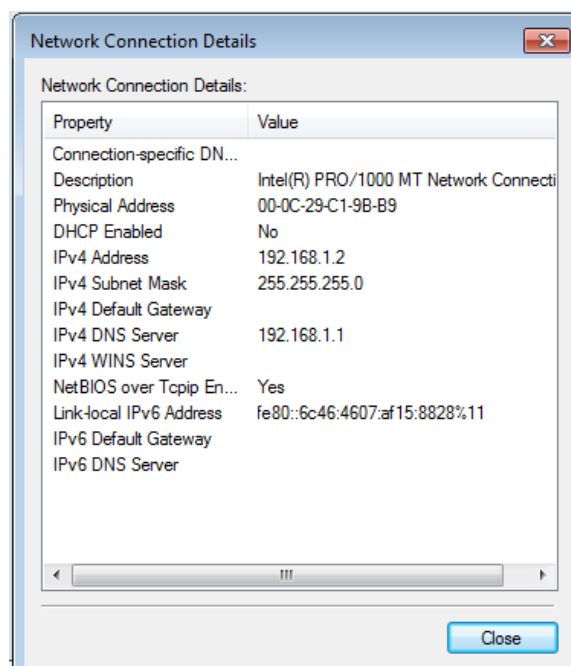 Network Connection Details
Network Connection Details:
Property Value
Connection-specific DN...
Description Intel(R) PRO/1000 MT Network Connecti
Physical Address 00-0C-29-C1-9B-B9
DHCP Enabled No
IPv4 Address 192.168.1.2
IPv4 Subnet Mask 255.255.255.0
IPv4 Default Gateway
IPv4 DNS Server 192.168.1.1
IPv4 WINS Server
NetBIOS over Tcpip En... Yes
Link-local IPv6 Address fe80::6c46:4607:af15:8828%11
IPv6 Default Gateway
IPv6 DNS Server
Close